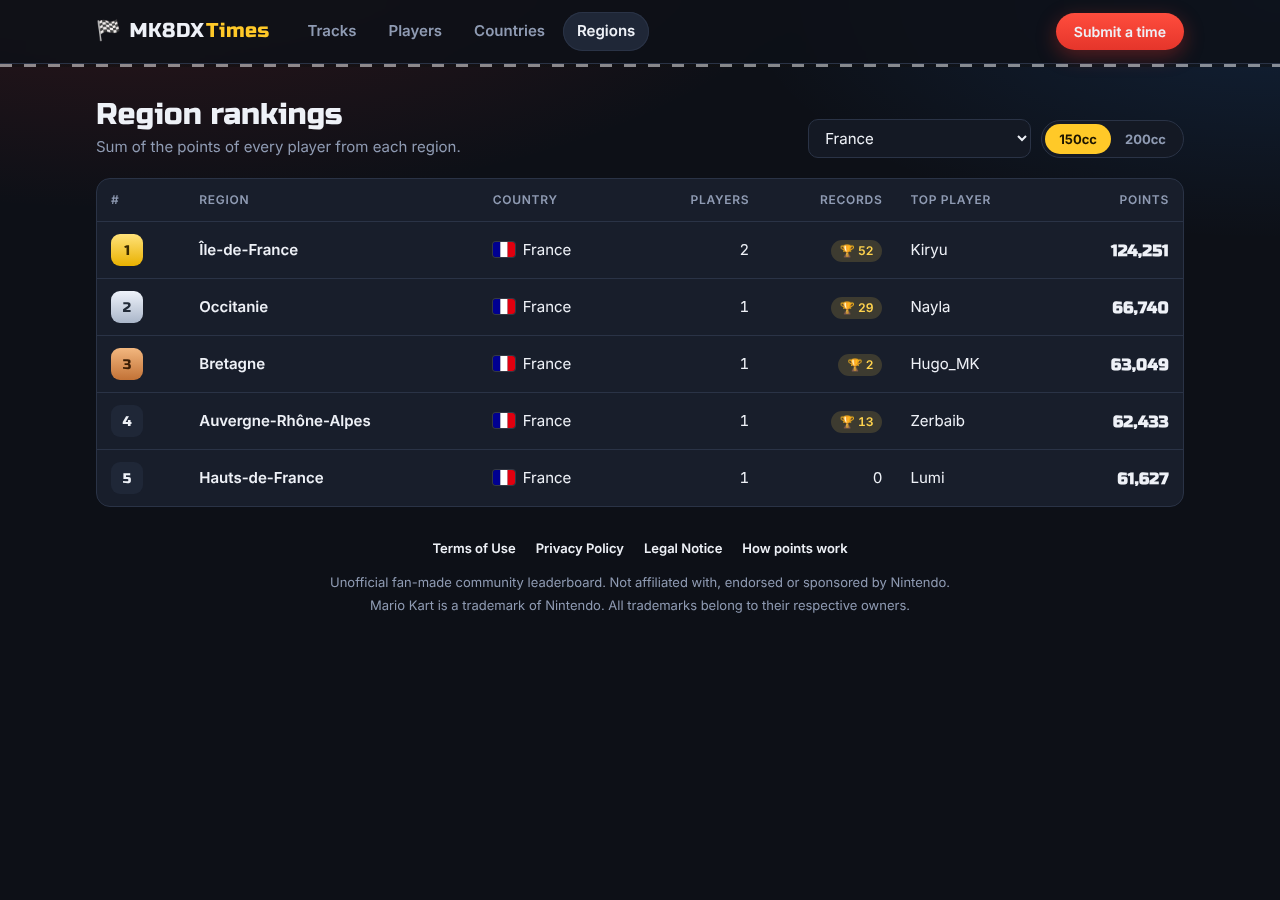 MK8DXTimes Tracks Players Countries Regions Submit a time
Region rankings
Sum of the points of every player from each region.
France 150cc 200cc
# REGION COUNTRY PLAYERS RECORDS TOP PLAYER POINTS
1 Île-de-France France 2 52 Kiryu 124,251
2 Occitanie France 1 29 Nayla 66,740
3 Bretagne France 1 2 Hugo_MK 63,049
4 Auvergne-Rhône-Alpes France 1 13 Zerbaib 62,433
5 Hauts-de-France France 1 0 Lumi 61,627
Terms of Use Privacy Policy Legal Notice How points work
Unofficial fan-made community leaderboard. Not affiliated with, endorsed or sponsored by Nintendo.
Mario Kart is a trademark of Nintendo. All trademarks belong to their respective owners.